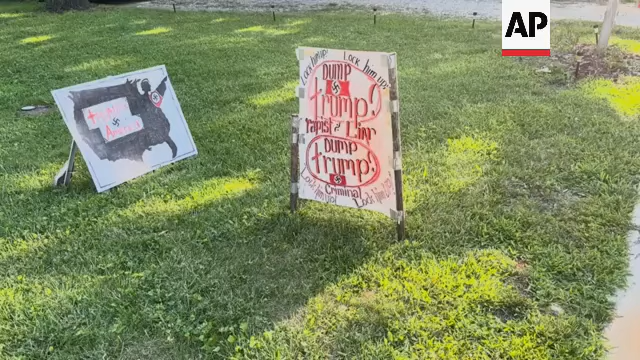 AP
Lock him up! Lock him up!
DUMP
trump!
rapist & Liar
DUMP
trump!
Criminal